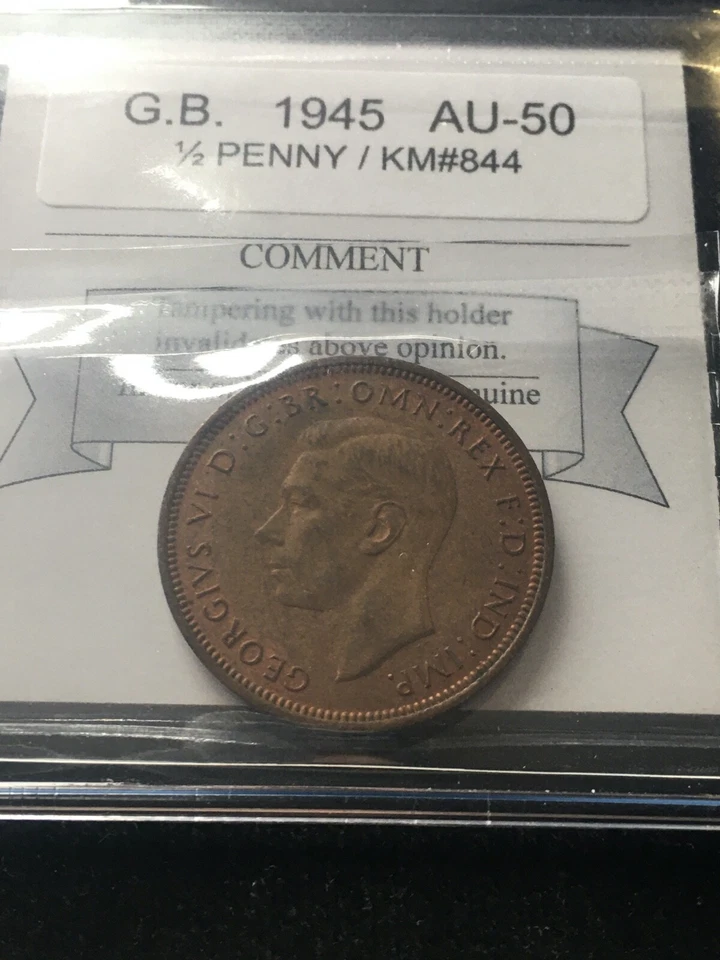 G.B. 1945 AU-50
½ PENNY / KM#844
COMMENT
Tampering with this holder
above opinion.
GEORGIVS VI D:G:BR:OMN:REX F:D:IND:IMP.